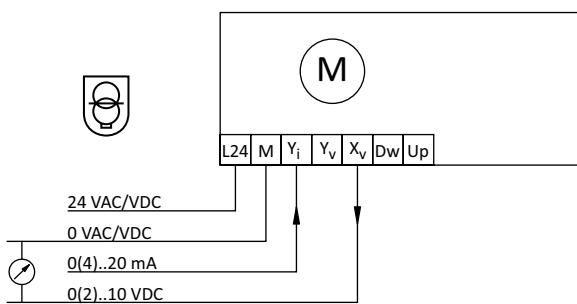 M
L24 M Yi Yv Xv Dw Up
24 VAC/VDC
0 VAC/VDC
0(4)..20 mA
0(2)..10 VDC